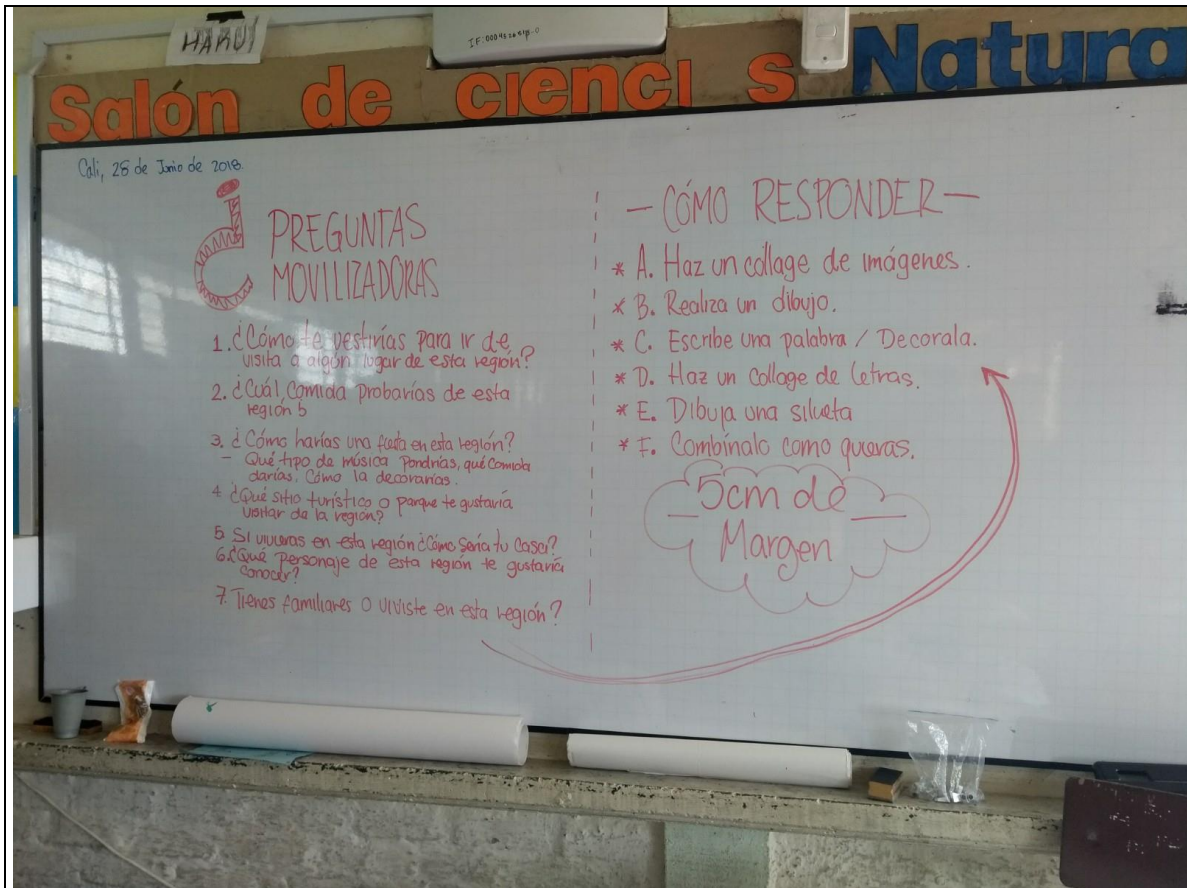 HARVI
Salón de cienci s Natura
Cali, 28 de Junio de 2018.
¿ PREGUNTAS
MOVILIZADORAS
1. ¿Cómo te vestirías para ir de
visita a algún lugar de esta región?
2. ¿Cuál comida probarías de esta
región
3. ¿Cómo harías una fiesta en esta región?
- Qué tipo de música pondrías, qué comida
darías, cómo la decorarías.
4 ¿Qué sitio turístico o parque te gustaría
visitar de la región?
5 Si vivieras en esta región ¿Cómo sería tu casa?
6. ¿Qué personaje de esta región te gustaría
conocer?
7. Tienes familiares o viviste en esta región?
- CÓMO RESPONDER -
* A. Haz un collage de imágenes.
* B. Realiza un dibujo.
* C. Escribe una palabra / Decorala.
* D. Haz un collage de letras.
* E. Dibuja una silueta
* F. Combínalo como quieras.
5cm de
Margen